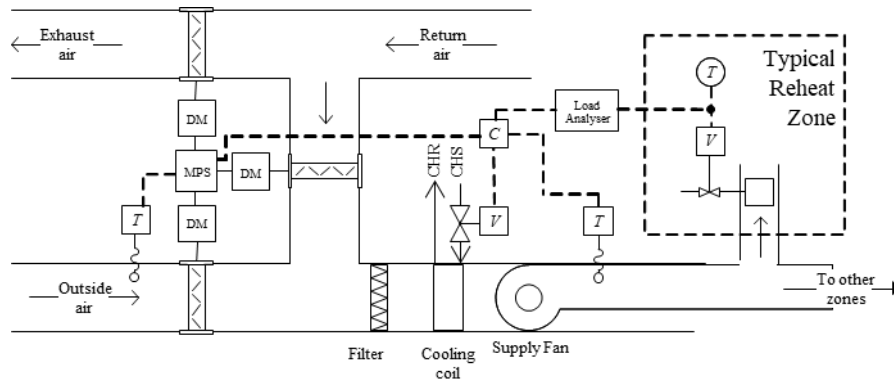 Exhaust
air
Return
air
T
Typical
Reheat
Zone
Load
Analyser
DM
C
V
MPS
DM
CHR
CHS
T
DM
V
T
Outside
air
To other
zones
Filter
Cooling
coil
Supply Fan